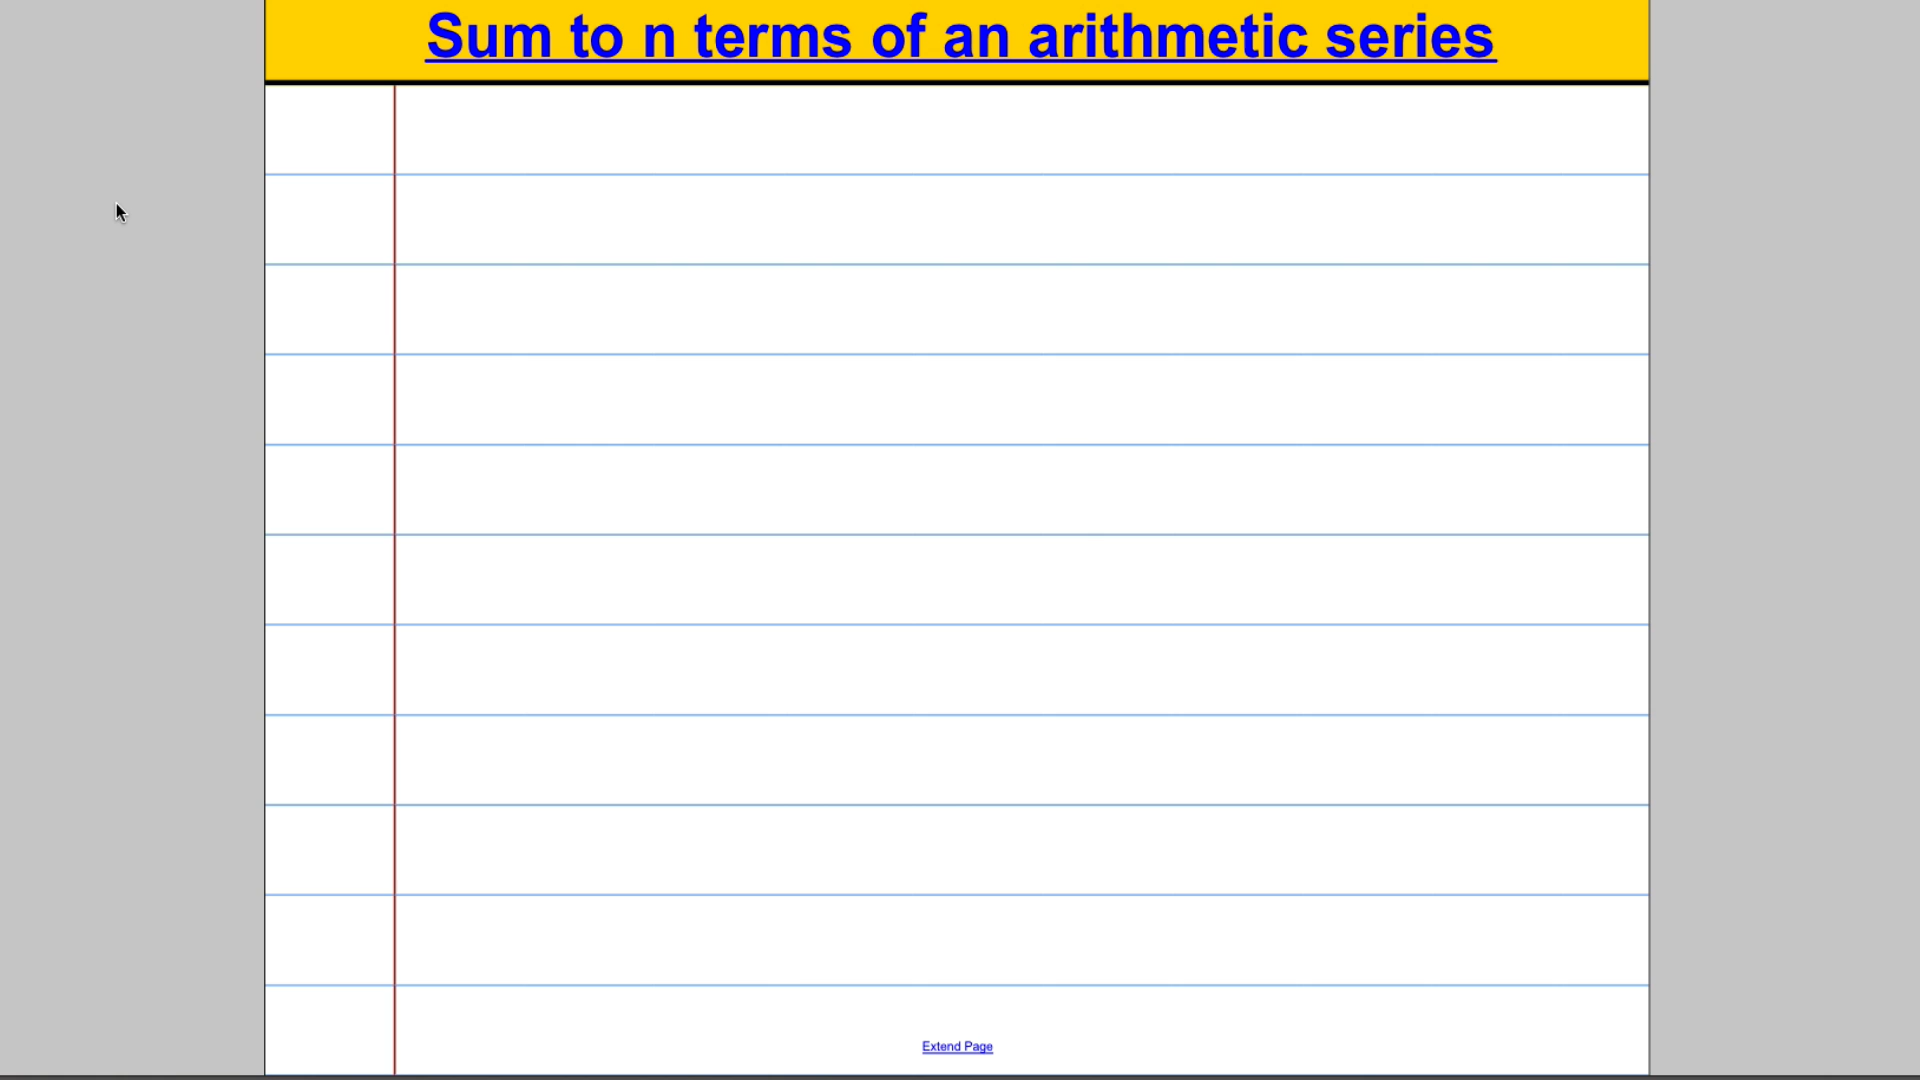 Sum to n terms of an arithmetic series
Extend Page